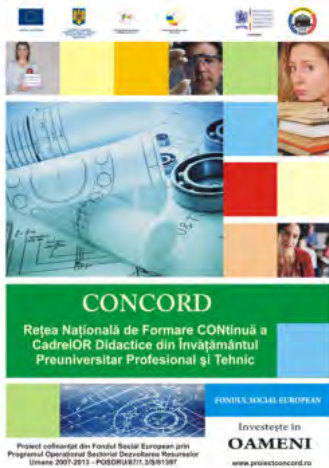 CONCORD
Rețea Națională de Formare CONtinuă a
CadrelOR Didactice din Învățământul
Preuniversitar Profesional și Tehnic
FONDUL SOCIAL EUROPEAN
Investește in
OAMENI
www.proiectconcord.ro
Proiect cofinanțat din Fondul Social European prin
Programul Operațional Sectorial Dezvoltarea Resurselor
Umane 2007-2013 - POSDRU/87/1.3/S/61397